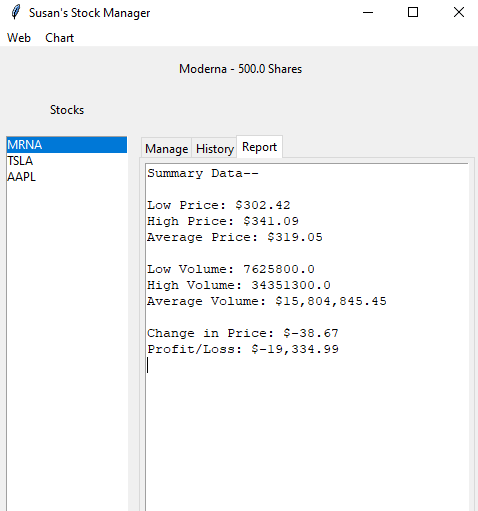 Susan's Stock Manager
Web Chart
Moderna - 500.0 Shares
Stocks
MRNA
TSLA
AAPL
Manage History Report
Summary Data--
Low Price: $302.42
High Price: $341.09
Average Price: $319.05
Low Volume: 7625800.0
High Volume: 34351300.0
Average Volume: $15,804,845.45
Change in Price: $-38.67
Profit/Loss: $-19,334.99